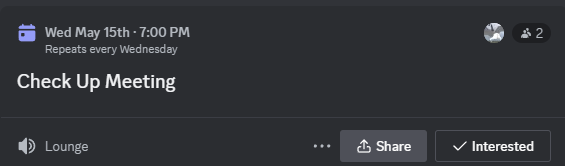 Wed May 15th · 7:00 PM
2
Repeats every Wednesday
Check Up Meeting
Lounge
Share
Interested